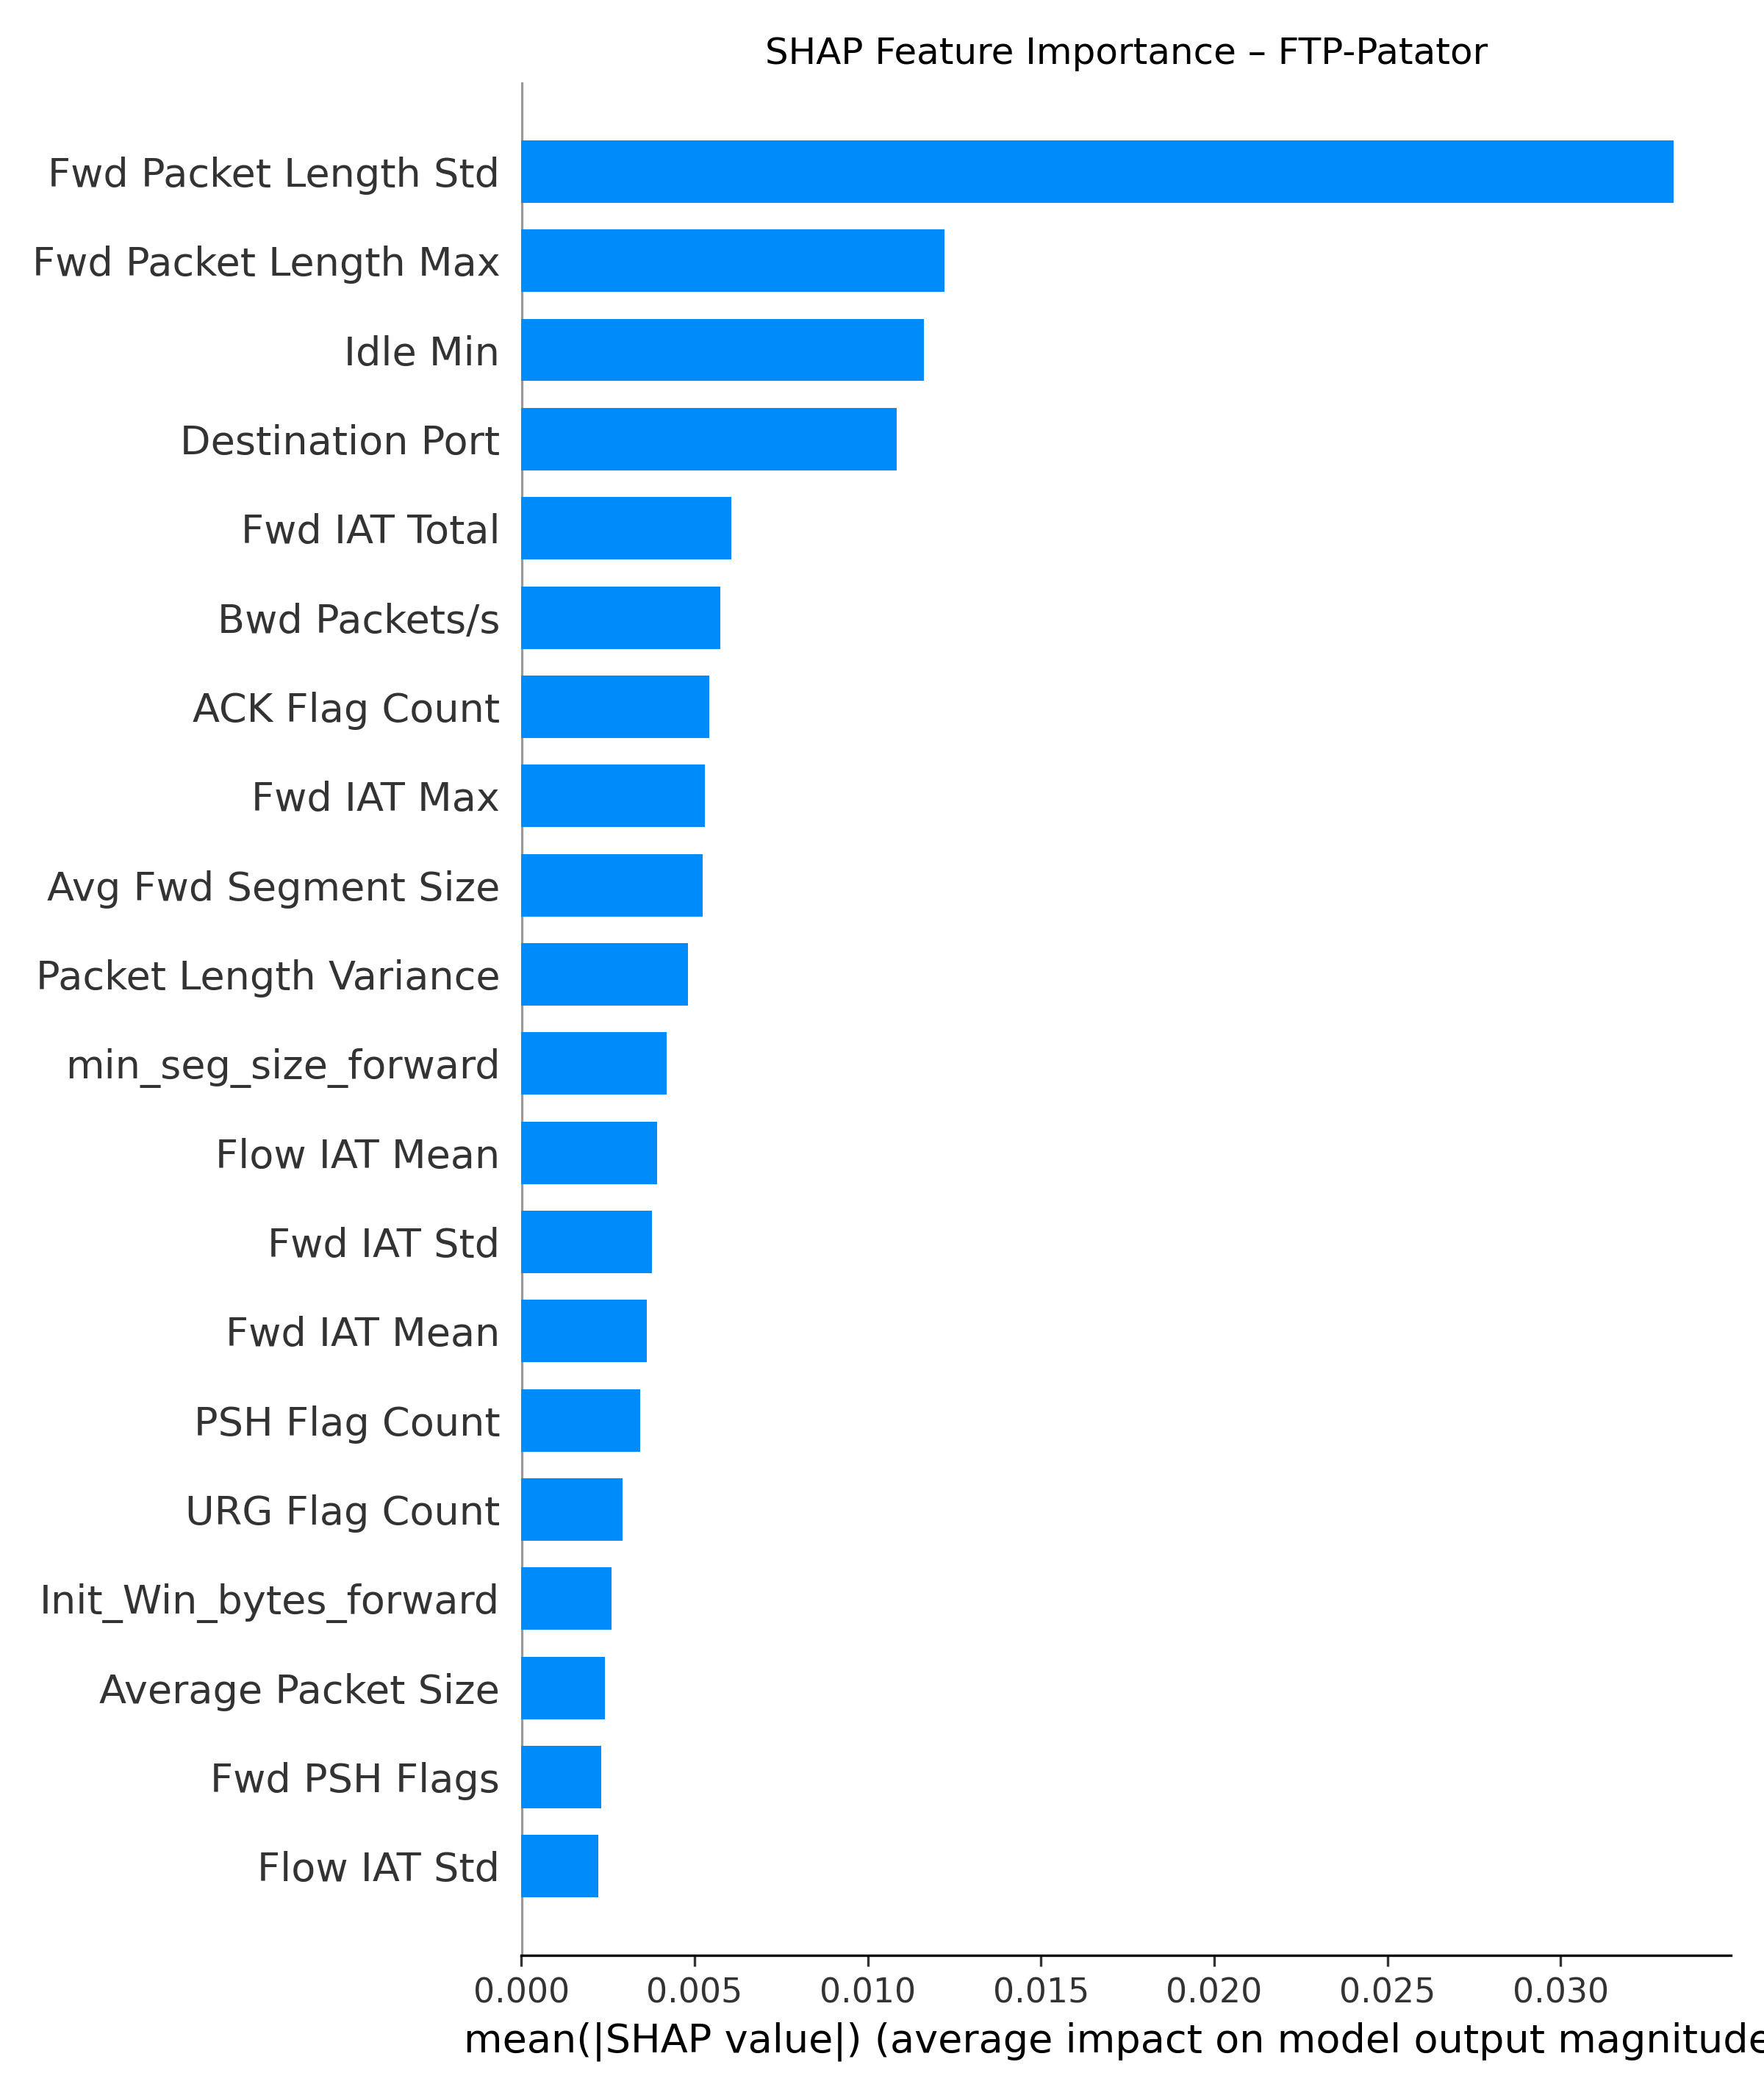 SHAP Feature Importance – FTP-Patator
Fwd Packet Length Std
Fwd Packet Length Max
Idle Min
Destination Port
Fwd IAT Total
Bwd Packets/s
ACK Flag Count
Fwd IAT Max
Avg Fwd Segment Size
Packet Length Variance
min_seg_size_forward
Flow IAT Mean
Fwd IAT Std
Fwd IAT Mean
PSH Flag Count
URG Flag Count
Init_Win_bytes_forward
Average Packet Size
Fwd PSH Flags
Flow IAT Std
0.000 0.005 0.010 0.015 0.020 0.025 0.030
mean(|SHAP value|) (average impact on model output magnitude